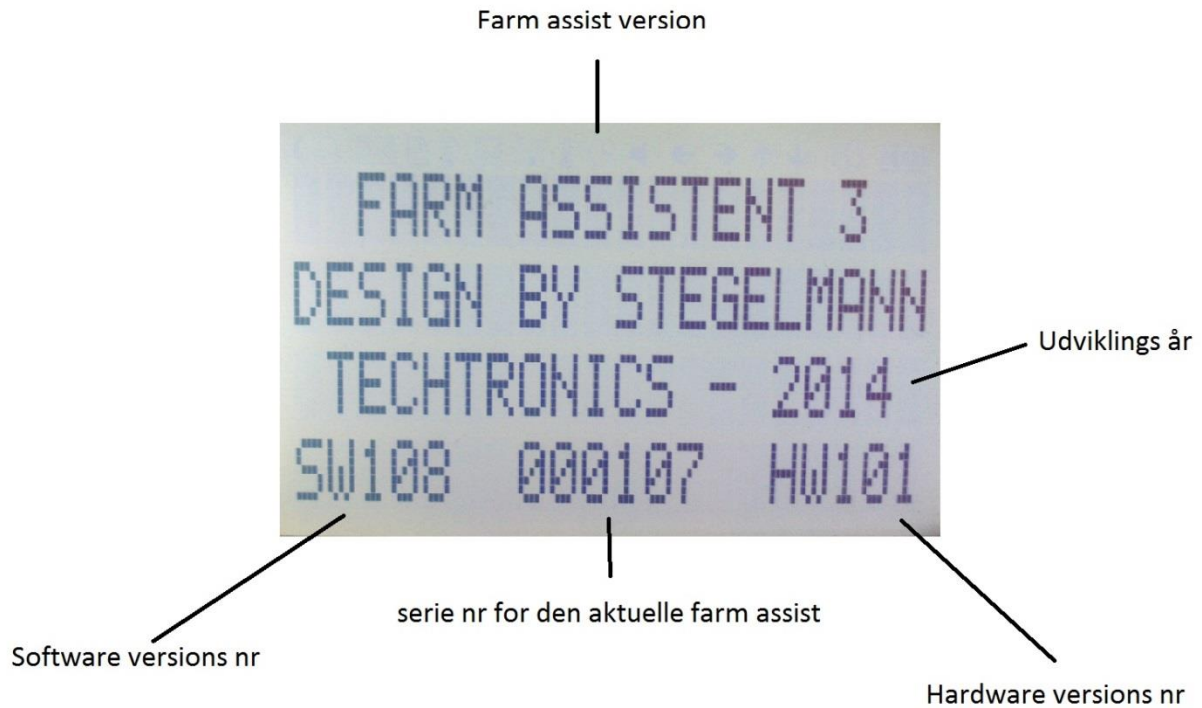 Farm assist version
FARM ASSISTENT 3
DESIGN BY STEGELMANN
TECHTRONICS - 2014
Udviklings år
SW108 000107 HW101
serie nr for den aktuelle farm assist
Software versions nr
Hardware versions nr